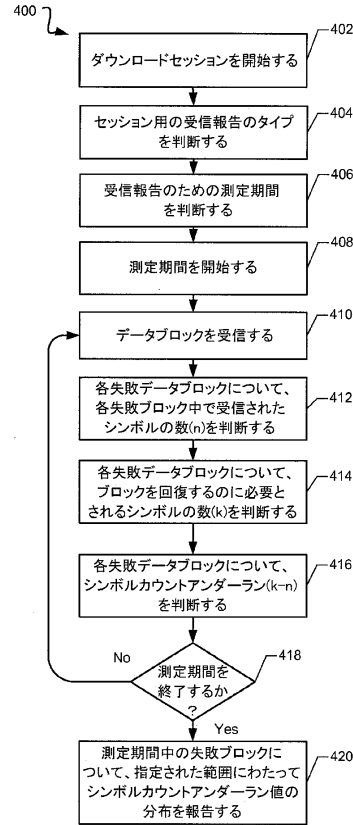 400
402
ダウンロードセッションを開始する
404
セッション用の受信報告のタイプ
を判断する
406
受信報告のための測定期間
を判断する
408
測定期間を開始する
410
データブロックを受信する
412
各失敗データブロックについて、
各失敗ブロック中で受信された
シンボルの数(n)を判断する
414
各失敗データブロックについて、
ブロックを回復するのに必要と
されるシンボルの数(k)を判断する
416
各失敗データブロックについて、
シンボルカウントアンダーラン(k-n)
を判断する
418
No
測定期間を
終了するか
?
Yes
420
測定期間中の失敗ブロックに
ついて、指定された範囲にわたって
シンボルカウントアンダーラン値の
分布を報告する